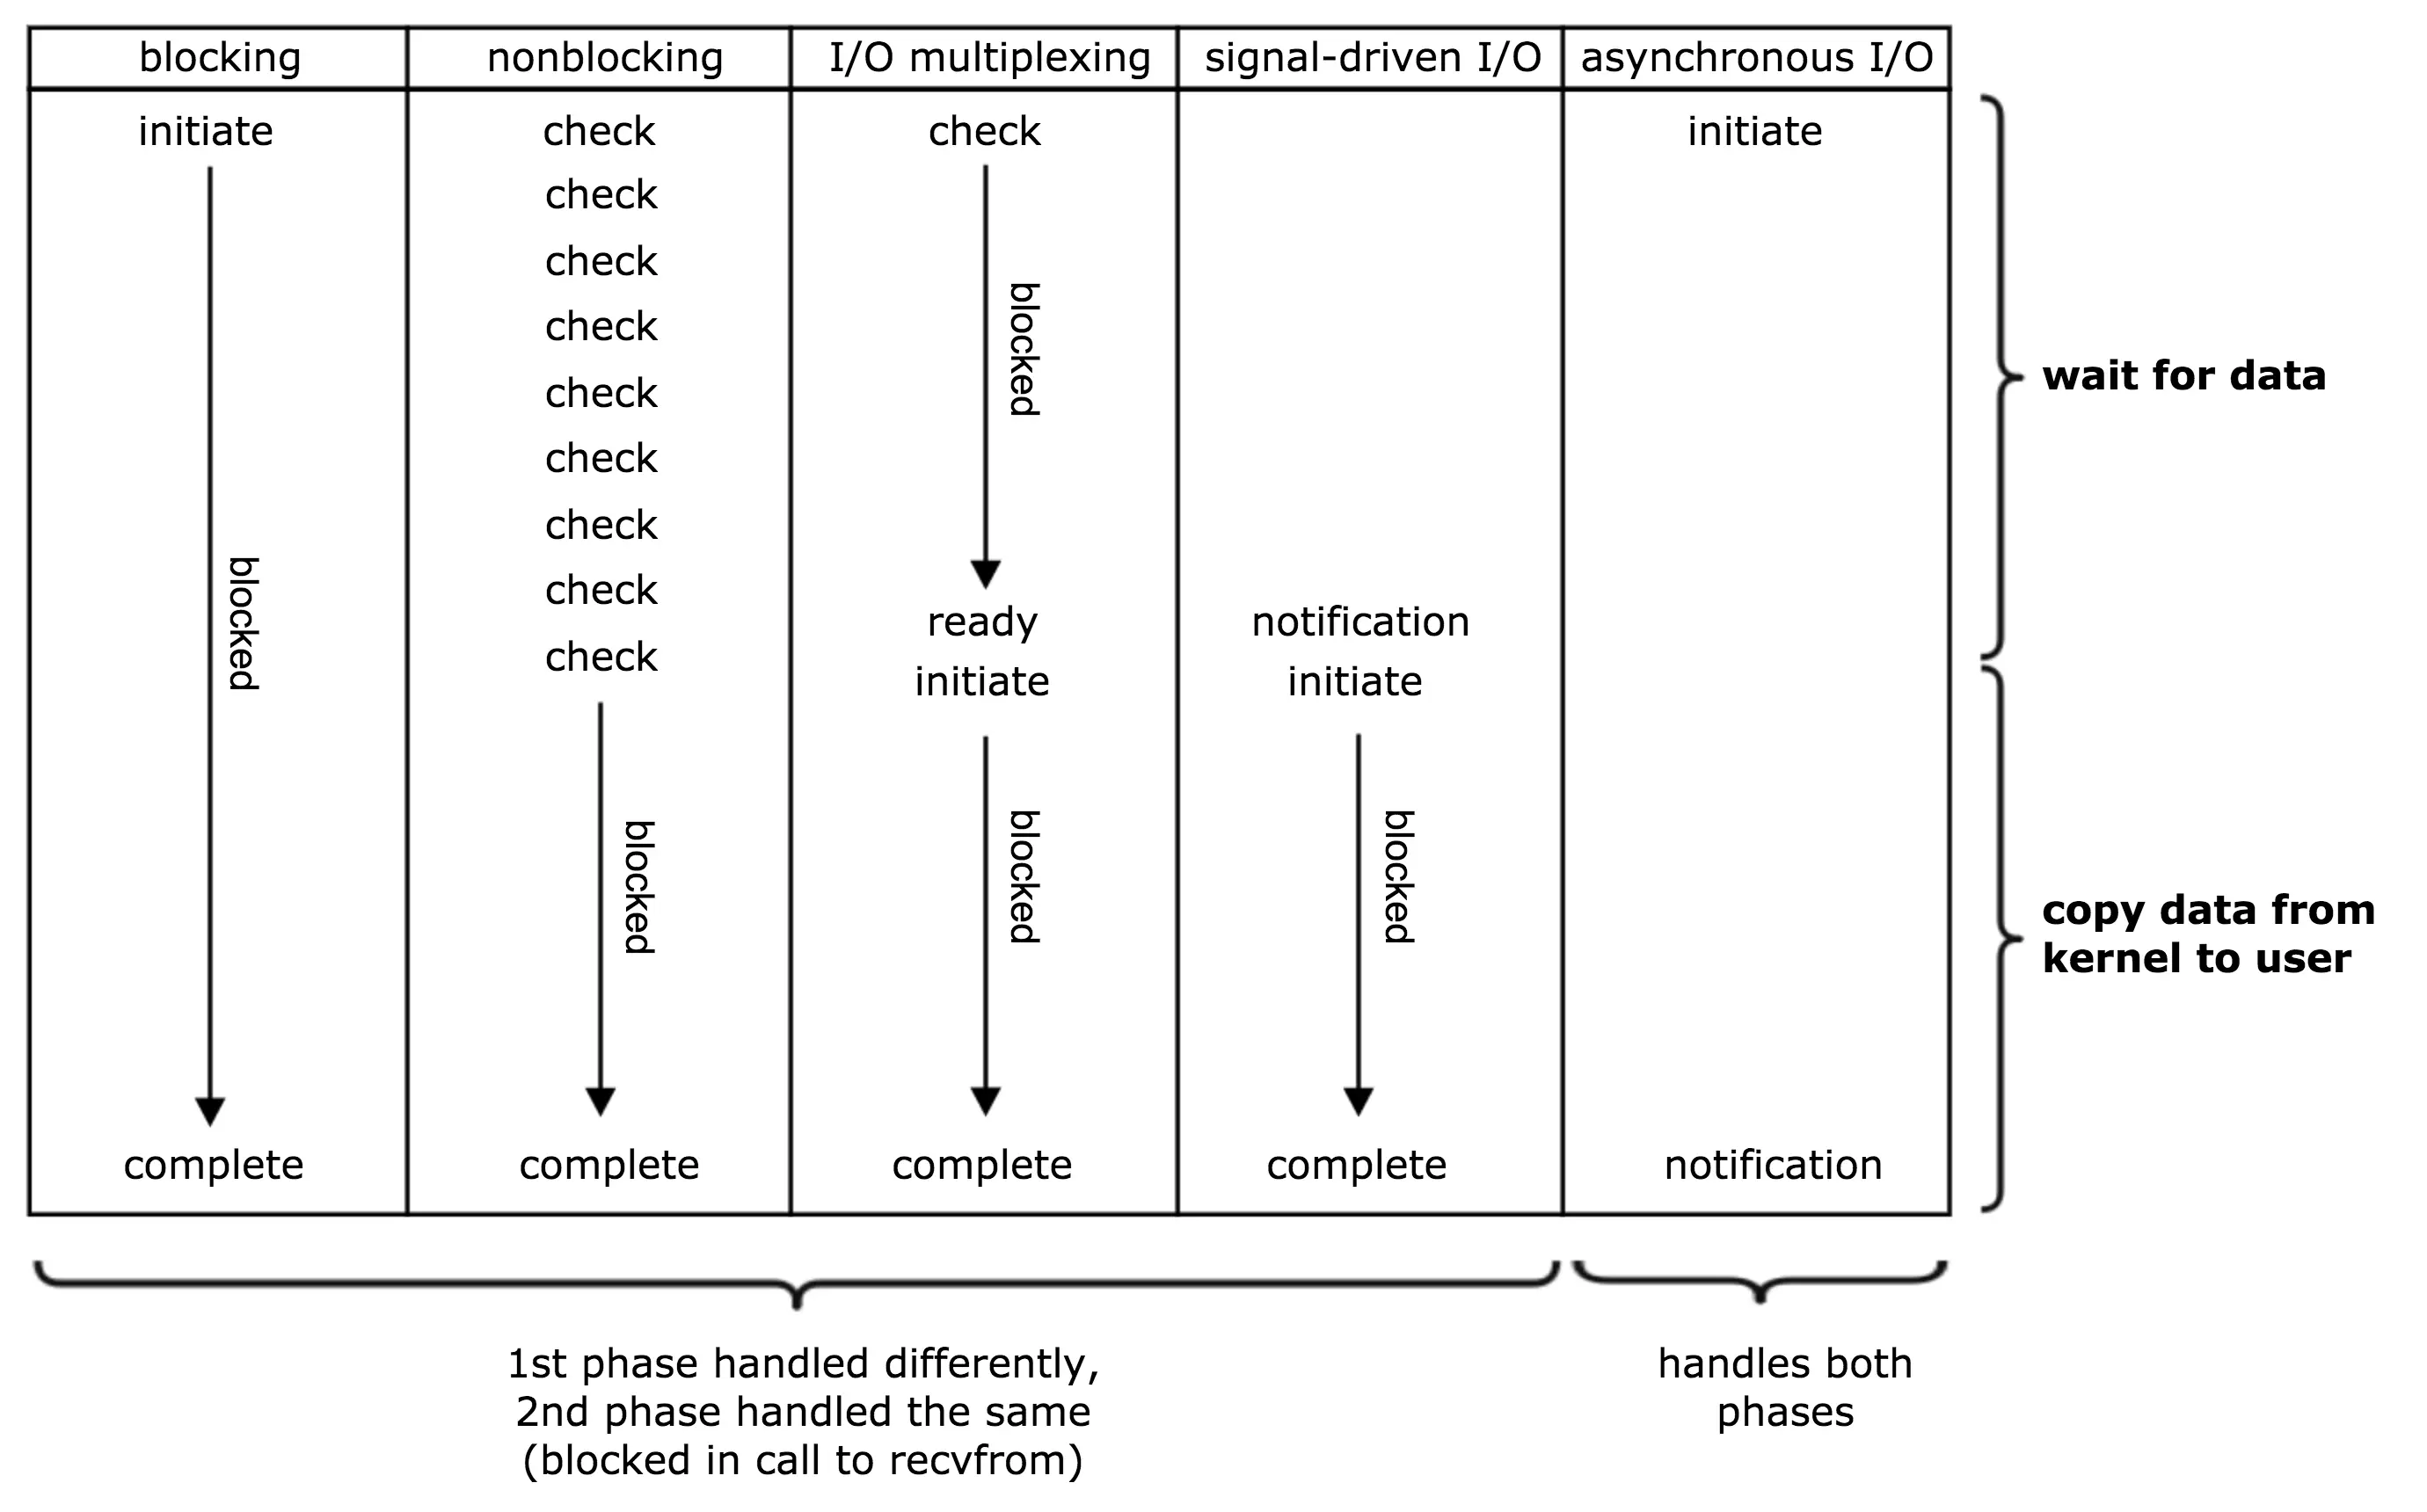 blocking
nonblocking
I/O multiplexing
signal-driven I/O
asynchronous I/O
initiate
blocked
complete
check
check
check
check
check
check
check
check
check
blocked
complete
check
blocked
ready
initiate
blocked
complete
notification
initiate
blocked
complete
initiate
notification
wait for data
copy data from
kernel to user
1st phase handled differently,
2nd phase handled the same
(blocked in call to recvfrom)
handles both
phases